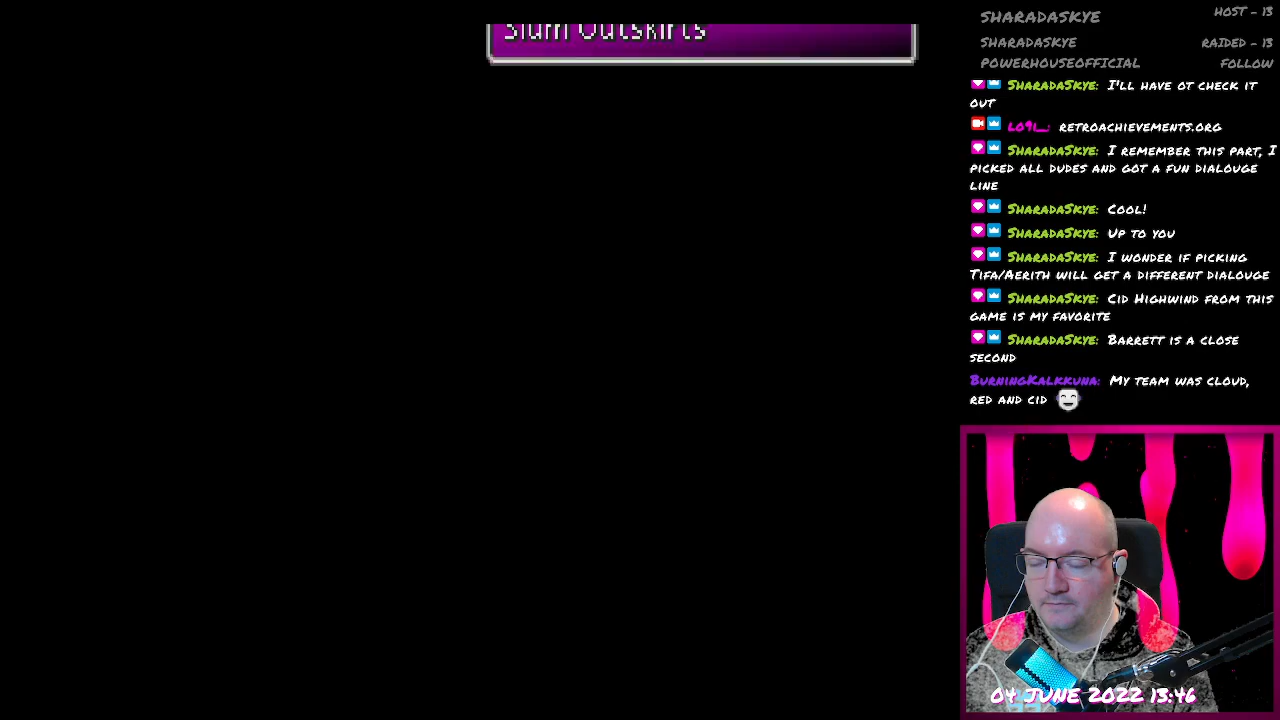 Slum Outskirts
SHARADASKYE HOST - 13
SHARADASKYE RAIDED - 13
POWERHOUSEOFFICIAL FOLLOW
SHARADASKYE: I'LL HAVE OT CHECK IT
OUT
LO9I__: RETROACHIEVEMENTS.ORG
SHARADASKYE: I REMEMBER THIS PART, I
PICKED ALL DUDES AND GOT A FUN DIALOUGE
LINE
SHARADASKYE: COOL!
SHARADASKYE: UP TO YOU
SHARADASKYE: I WONDER IF PICKING
TIFA/AERITH WILL GET A DIFFERENT DIALOUGE
SHARADASKYE: CID HIGHWIND FROM THIS
GAME IS MY FAVORITE
SHARADASKYE: BARRETT IS A CLOSE
SECOND
BURNINGKALKKUNA: MY TEAM WAS CLOUD,
RED AND CID
04 JUNE 2022 13:46